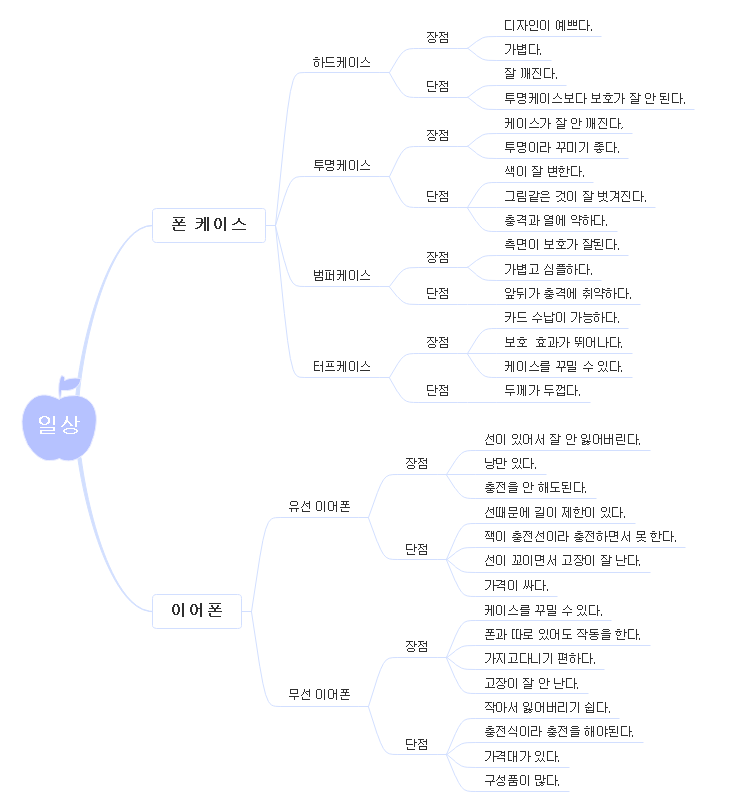 일상
폰 케이스
하드케이스
장점
디자인이 예쁘다.
가볍다.
단점
잘 깨진다.
투명케이스보다 보호가 잘 안 된다.
투명케이스
장점
케이스가 잘 안 깨진다.
투명이라 꾸미기 좋다.
단점
색이 잘 변한다.
그림같은 것이 잘 벗겨진다.
충격과 열에 약하다.
범퍼케이스
장점
측면이 보호가 잘된다.
가볍고 심플하다.
단점
앞뒤가 충격에 취약하다.
터프케이스
장점
카드 수납이 가능하다.
보호  효과가 뛰어나다.
케이스를 꾸밀 수 있다.
단점
두께가 두껍다.
이어폰
유선 이어폰
장점
선이 있어서 잘 안 잃어버린다.
낭만 있다.
충전을 안 해도된다.
단점
선때문에 길이 제한이 있다.
잭이 충전선이라 충전하면서 못 한다.
선이 꼬이면서 고장이 잘 난다.
가격이 싸다.
무선 이어폰
장점
케이스를 꾸밀 수 있다.
폰과 따로 있어도 작동을 한다.
가지고다니기 편하다.
고장이 잘 안 난다.
단점
작아서 잃어버리기 쉽다.
충전식이라 충전을 해야된다.
가격대가 있다.
구성품이 많다.